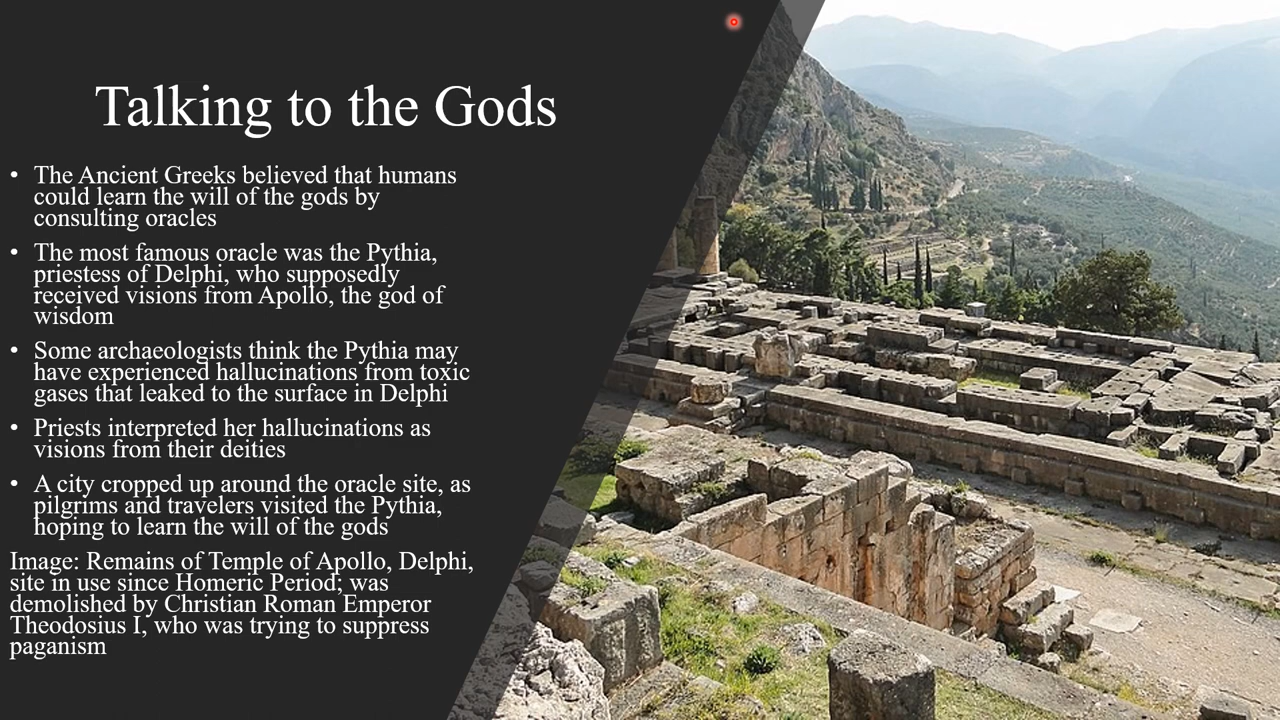 Talking to the Gods
• The Ancient Greeks believed that humans
could learn the will of the gods by
consulting oracles
• The most famous oracle was the Pythia,
priestess of Delphi, who supposedly
received visions from Apollo, the god of
wisdom
• Some archaeologists think the Pythia may
have experienced hallucinations from toxic
gases that leaked to the surface in Delphi
• Priests interpreted her hallucinations as
visions from their deities
• A city cropped up around the oracle site, as
pilgrims and travelers visited the Pythia,
hoping to learn the will of the gods
Image: Remains of Temple of Apollo, Delphi,
site in use since Homeric Period; was
demolished by Christian Roman Emperor
Theodosius I, who was trying to suppress
paganism